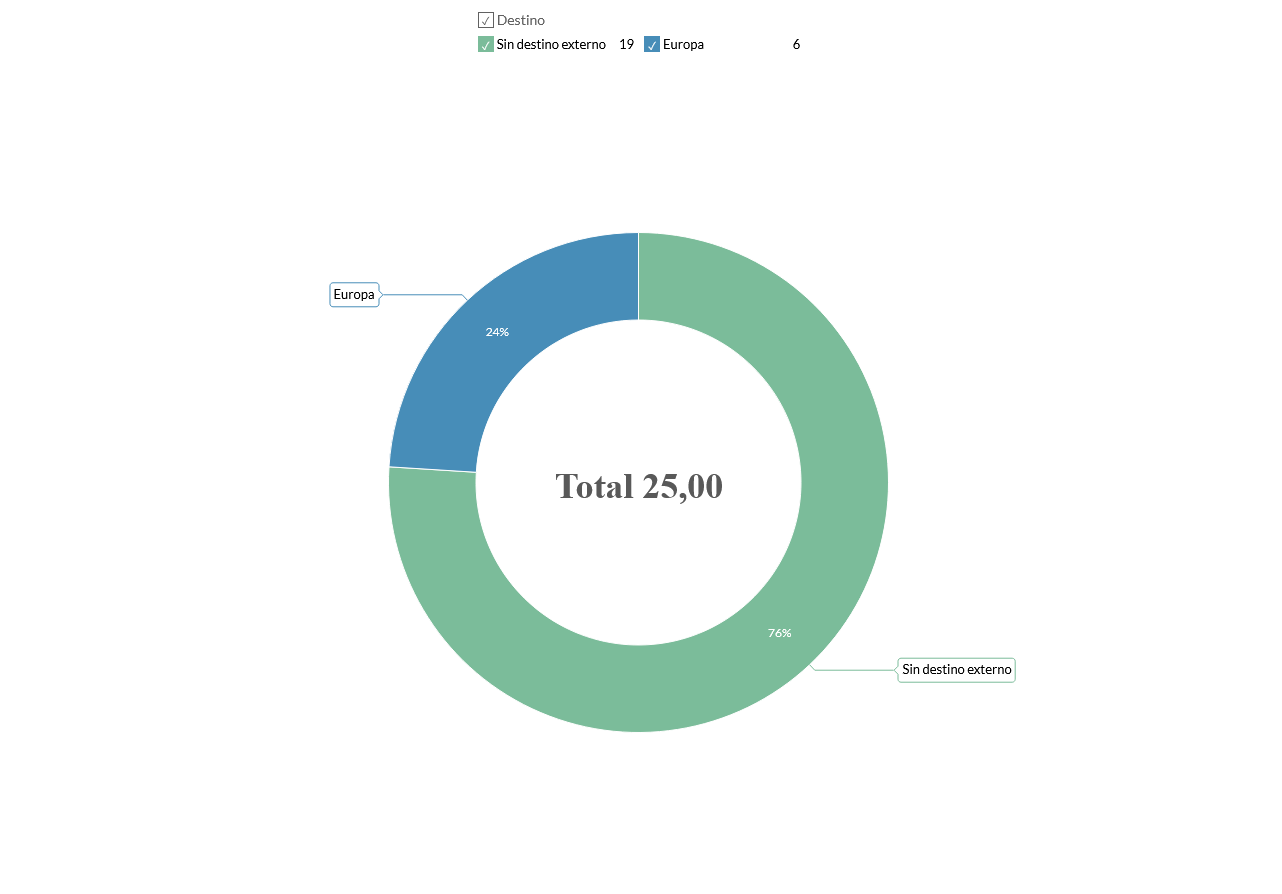 Destino
Sin destino externo 19 Europa 6
Europa
24%
Total 25,00
76%
Sin destino externo